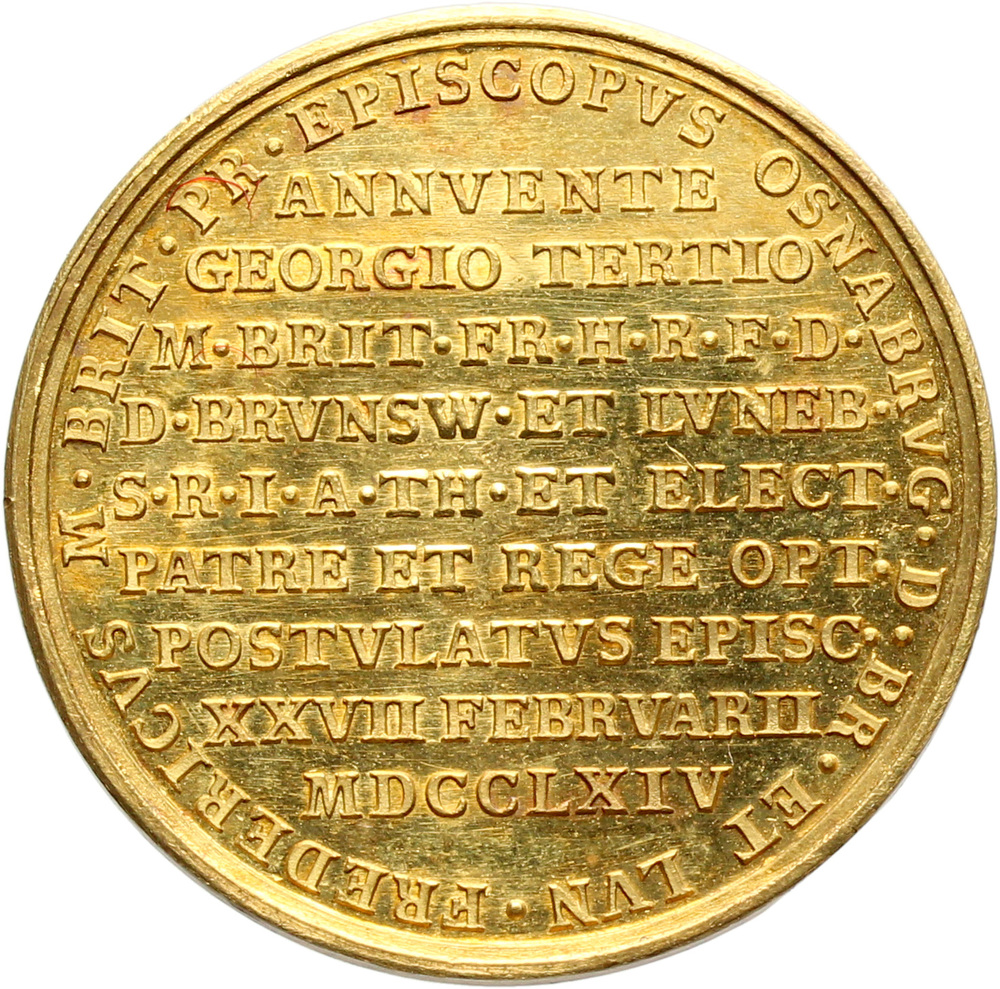 FREDERICVS M·BRIT·PR·EPISCOPVS OSNABRVG·D·BR·ET LVN·
ANNVENTE
GEORGIO TERTIO
M·BRIT·FR·H·R·F·D·
D·BRVNSW·ET LVNEB·
S·R·I·A·TH·ET ELECT·
PATRE ET REGE OPT·
POSTVLATVS EPISC·
XXVII FEBRVARII
MDCCLXIV